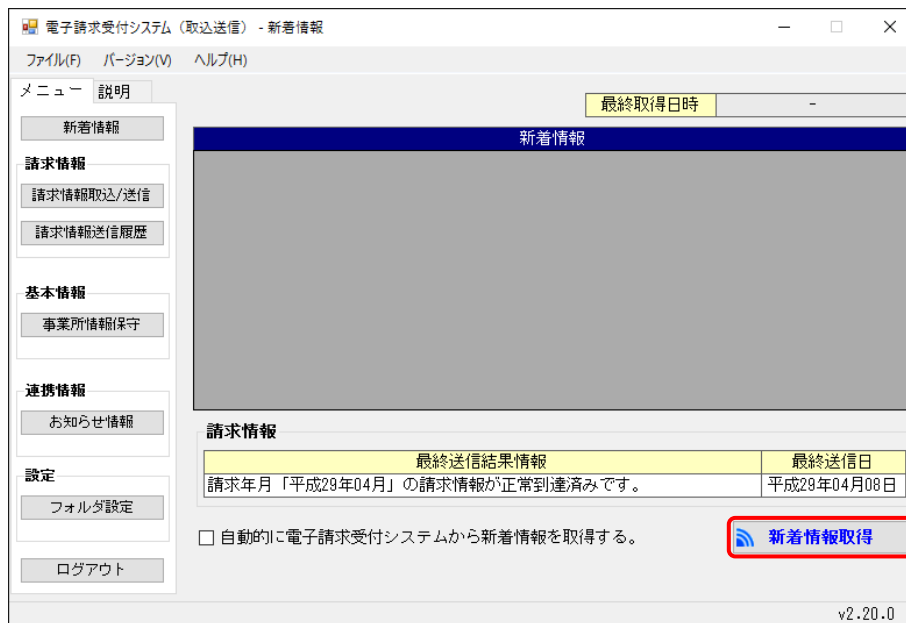 電子請求受付システム（取込送信） - 新着情報
ファイル(F) バージョン(V) ヘルプ(H)
メニュー 説明
最終取得日時 -
新着情報
新着情報
請求情報
請求情報取込/送信
請求情報送信履歴
基本情報
事業所情報保守
連携情報
お知らせ情報
請求情報
最終送信結果情報 最終送信日
請求年月「平成29年04月」の請求情報が正常到達済みです。 平成29年04月08日
設定
フォルダ設定
自動的に電子請求受付システムから新着情報を取得する。
新着情報取得
ログアウト
v2.20.0